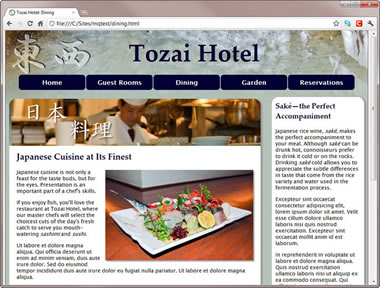 Tozai Hotel: Dining
file:///C:/Sites/mqtest/dining.html
東西
Tozai Hotel
Home
Guest Rooms
Dining
Garden
Reservations
日本
料理
Japanese Cuisine at Its Finest
Japanese cuisine is not only a
feast for the taste buds, but for
the eyes. Presentation is an
important part of a chef's skills.
If you enjoy fish, you'll love the
restaurant at Tozai Hotel, where
our master chefs will select the
choicest cuts of the day's fresh
catch to serve you mouth-
watering sashimi and sushi.
Ut labore et dolore magna
aliqua. Qui officia deserunt ut
enim ad minim veniam, duis aute
irure dolor. Sed do eiusmod
tempor incididunt duis aute irure dolor eu fugiat nulla pariatur. Ut labore et dolore magna
aliqua.
Saké—the Perfect
Accompaniment
Japanese rice wine, saké, makes
the perfect accompaniment to
your meal. Although saké can be
drunk hot, connoisseurs prefer
to drink it cold or on the rocks.
Drinking saké cold allows you to
appreciate the subtle differences
in taste that come from the rice
variety and water used in the
fermentation process.
Excepteur sint occaecat
consectetur adipisicing elit,
lorem ipsum dolor sit amet. Velit
esse cillum dolore ullamco
laboris nisi quis nostrud
exercitation. Excepteur sint
occaecat mollit anim id est
laborum.
In reprehenderit in voluptate ut
labore et dolore magna aliqua.
Quis nostrud exercitation
ullamco laboris nisi ut aliquip ex
ea commodo consequat. Sunt in